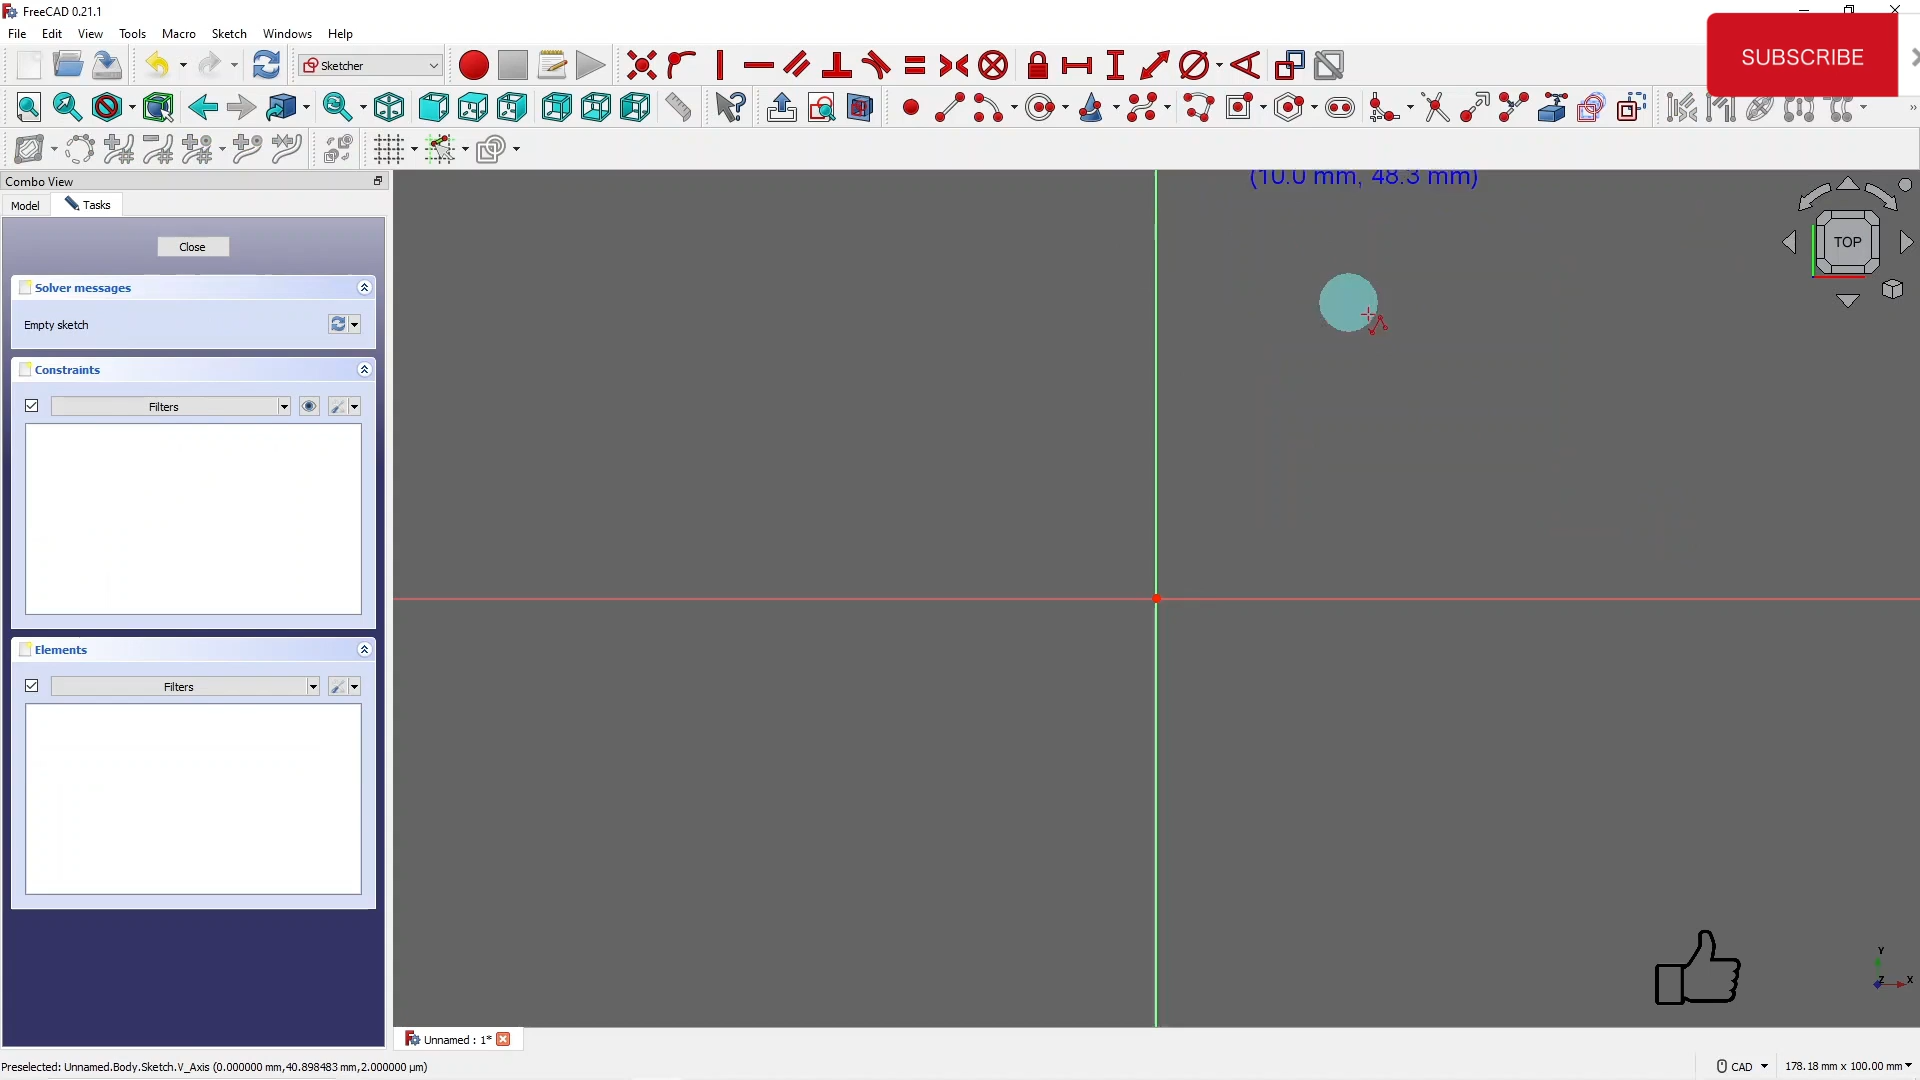 FreeCAD 0.21.1
File Edit View Tools Macro Sketch Windows Help
Sketcher
SUBSCRIBE
Combo View
Model Tasks
(10.0 mm, 48.3 mm)
TOP
Close
Solver messages
Empty sketch
Constraints
Filters
Elements
Filters
Y
Z X
Unnamed : 1*
Preselected: Unnamed.Body.Sketch.V_Axis (0.000000 mm,40.898483 mm,2.000000 µm)
CAD 178.18 mm x 100.00 mm